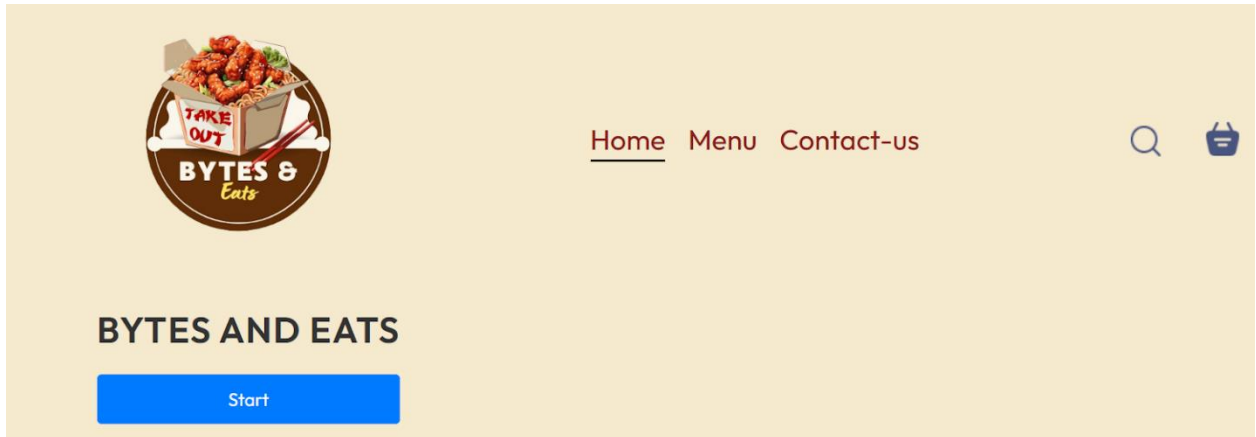 TAKE
OUT
BYTES &
Eats
Home Menu Contact-us
BYTES AND EATS
Start